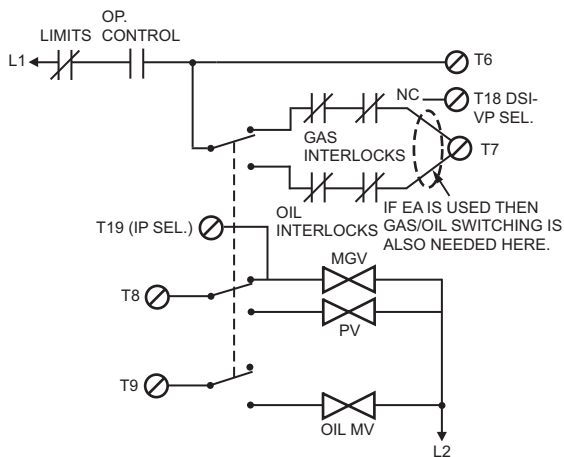 OP.
LIMITS CONTROL
L1
T6
NC
T18 DSI-
VP SEL.
GAS
INTERLOCKS
T7
OIL
INTERLOCKS
IF EA IS USED THEN
GAS/OIL SWITCHING IS
ALSO NEEDED HERE.
T19 (IP SEL.)
MGV
T8
PV
T9
OIL MV
L2